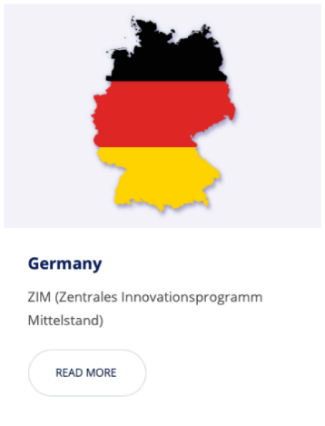 Germany
ZIM (Zentrales Innovationsprogramm
Mittelstand)
READ MORE